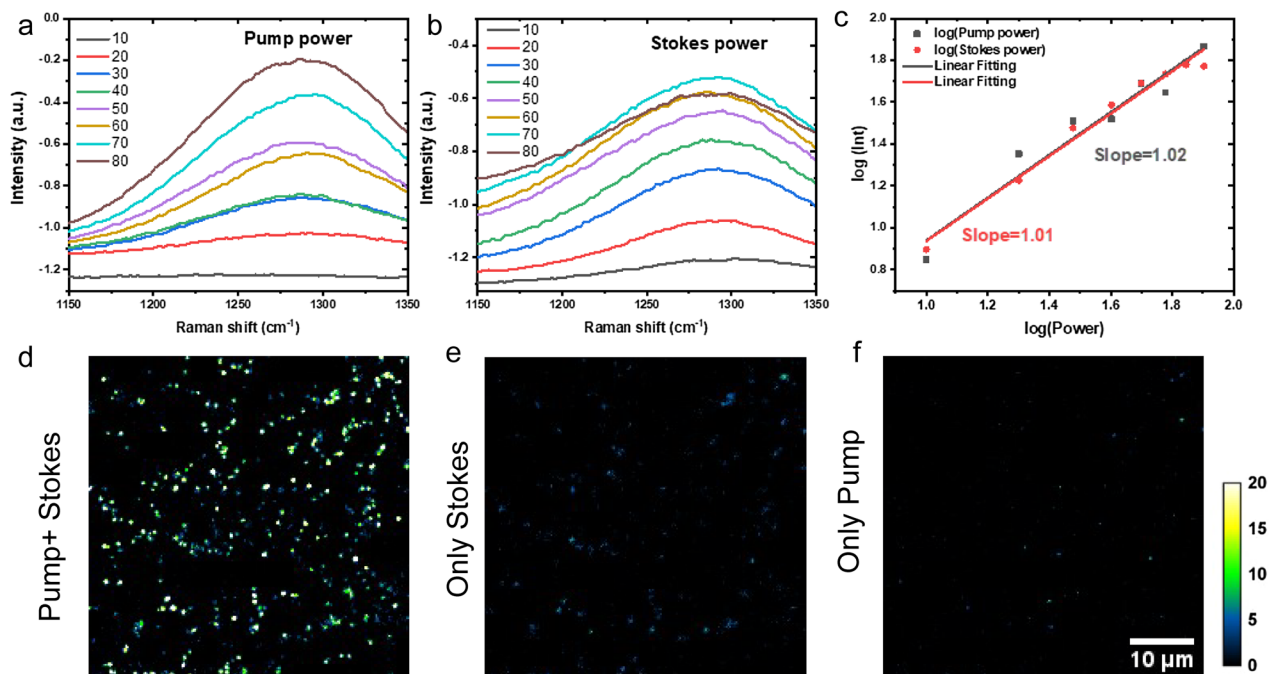 a
Pump power
10
20
30
40
50
60
70
80
0.0
-0.2
-0.4
-0.6
-0.8
-1.0
-1.2
Intensity (a.u.)
1150
1200
1250
1300
1350
Raman shift (cm⁻¹)
b
Stokes power
10
20
30
40
50
60
70
80
-0.4
-0.6
-0.8
-1.0
-1.2
Intensity (a.u.)
1150
1200
1250
1300
1350
Raman shift (cm⁻¹)
c
log(Pump power)
log(Stokes power)
Linear Fitting
Linear Fitting
Slope=1.02
Slope=1.01
2.0
1.8
1.6
1.4
1.2
1.0
0.8
log (Int)
1.0
1.2
1.4
1.6
1.8
2.0
log(Power)
d
Pump+ Stokes
e
Only Stokes
f
Only Pump
10 µm
20
15
10
5
0